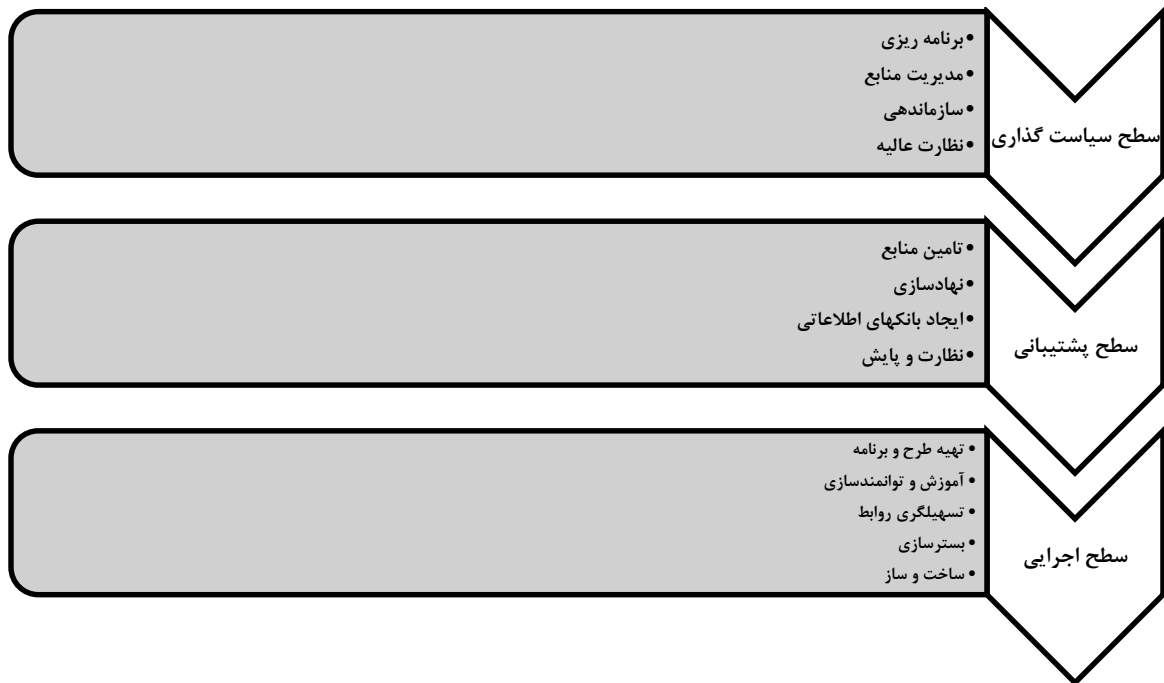 سطح سیاست گذاری
•برنامه ریزی
•مدیریت منابع
•سازماندهی
•نظارت عالیه
سطح پشتیبانی
•تامین منابع
•نهادسازی
•ایجاد بانکهای اطلاعاتی
•نظارت و پایش
سطح اجرایی
•تهیه طرح و برنامه
•آموزش و توانمندسازی
•تسهیلگری روابط
•بسترسازی
•ساخت و ساز